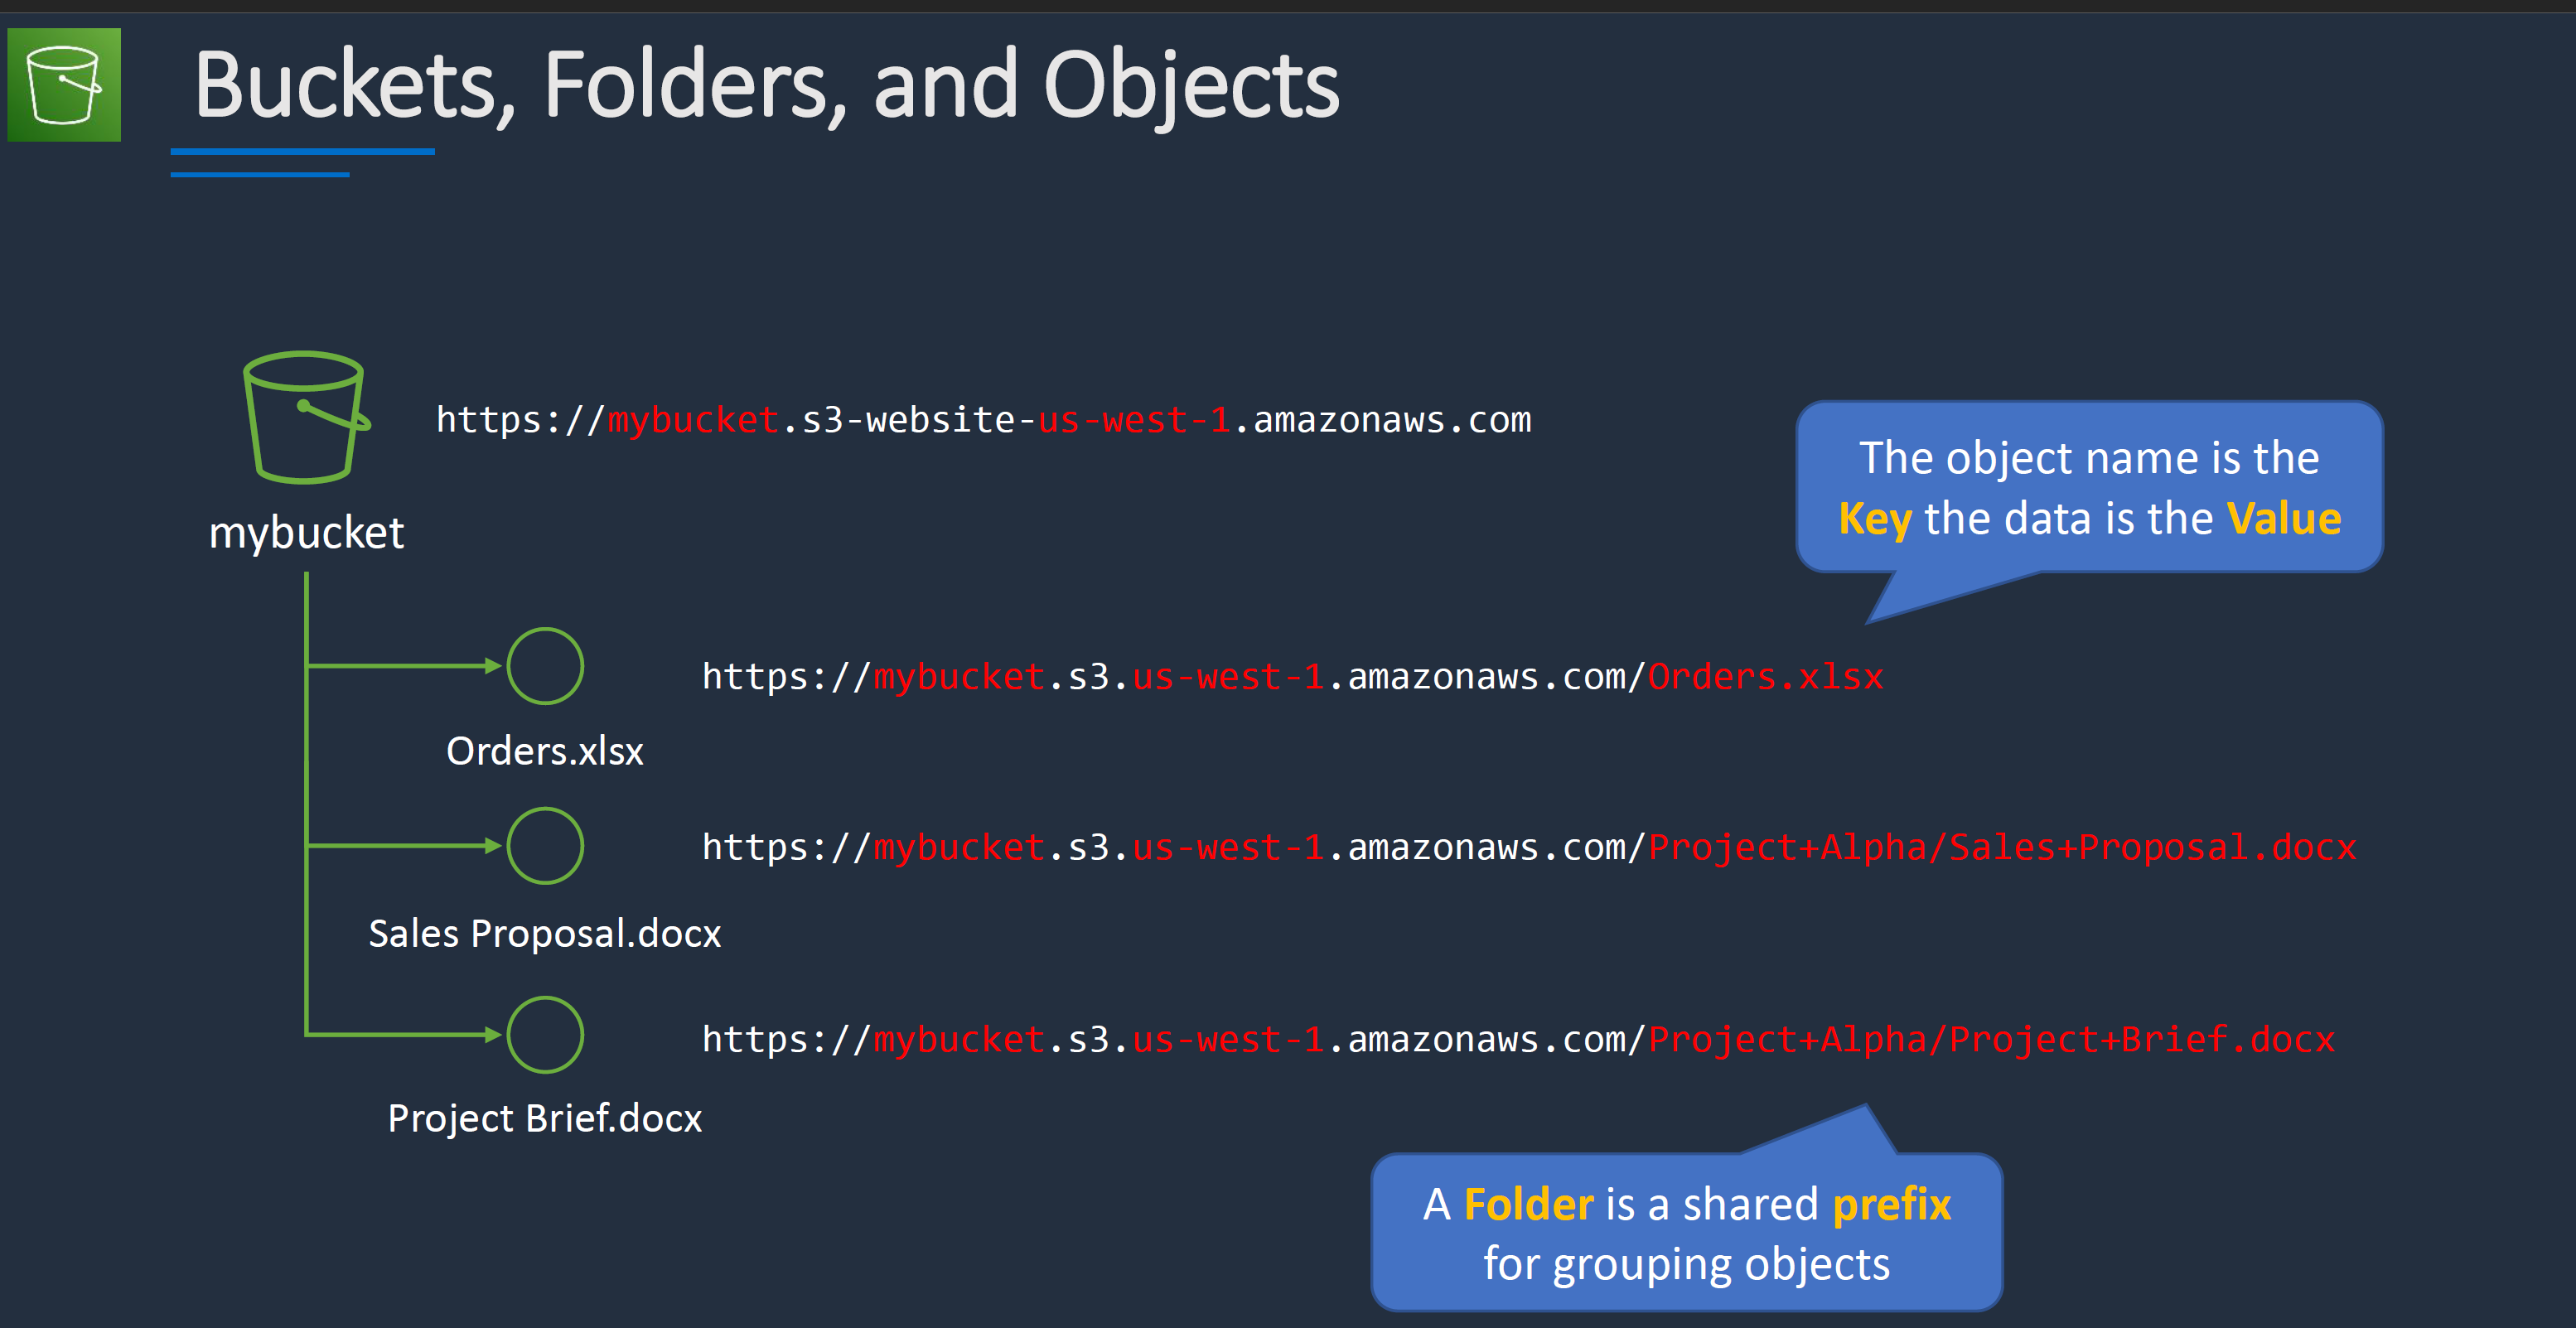 Buckets, Folders, and Objects
https://mybucket.s3-website-us-west-1.amazonaws.com
The object name is the
Key the data is the Value
mybucket
https://mybucket.s3.us-west-1.amazonaws.com/Orders.xlsx
Orders.xlsx
https://mybucket.s3.us-west-1.amazonaws.com/Project+Alpha/Sales+Proposal.docx
Sales Proposal.docx
https://mybucket.s3.us-west-1.amazonaws.com/Project+Alpha/Project+Brief.docx
Project Brief.docx
A Folder is a shared prefix
for grouping objects